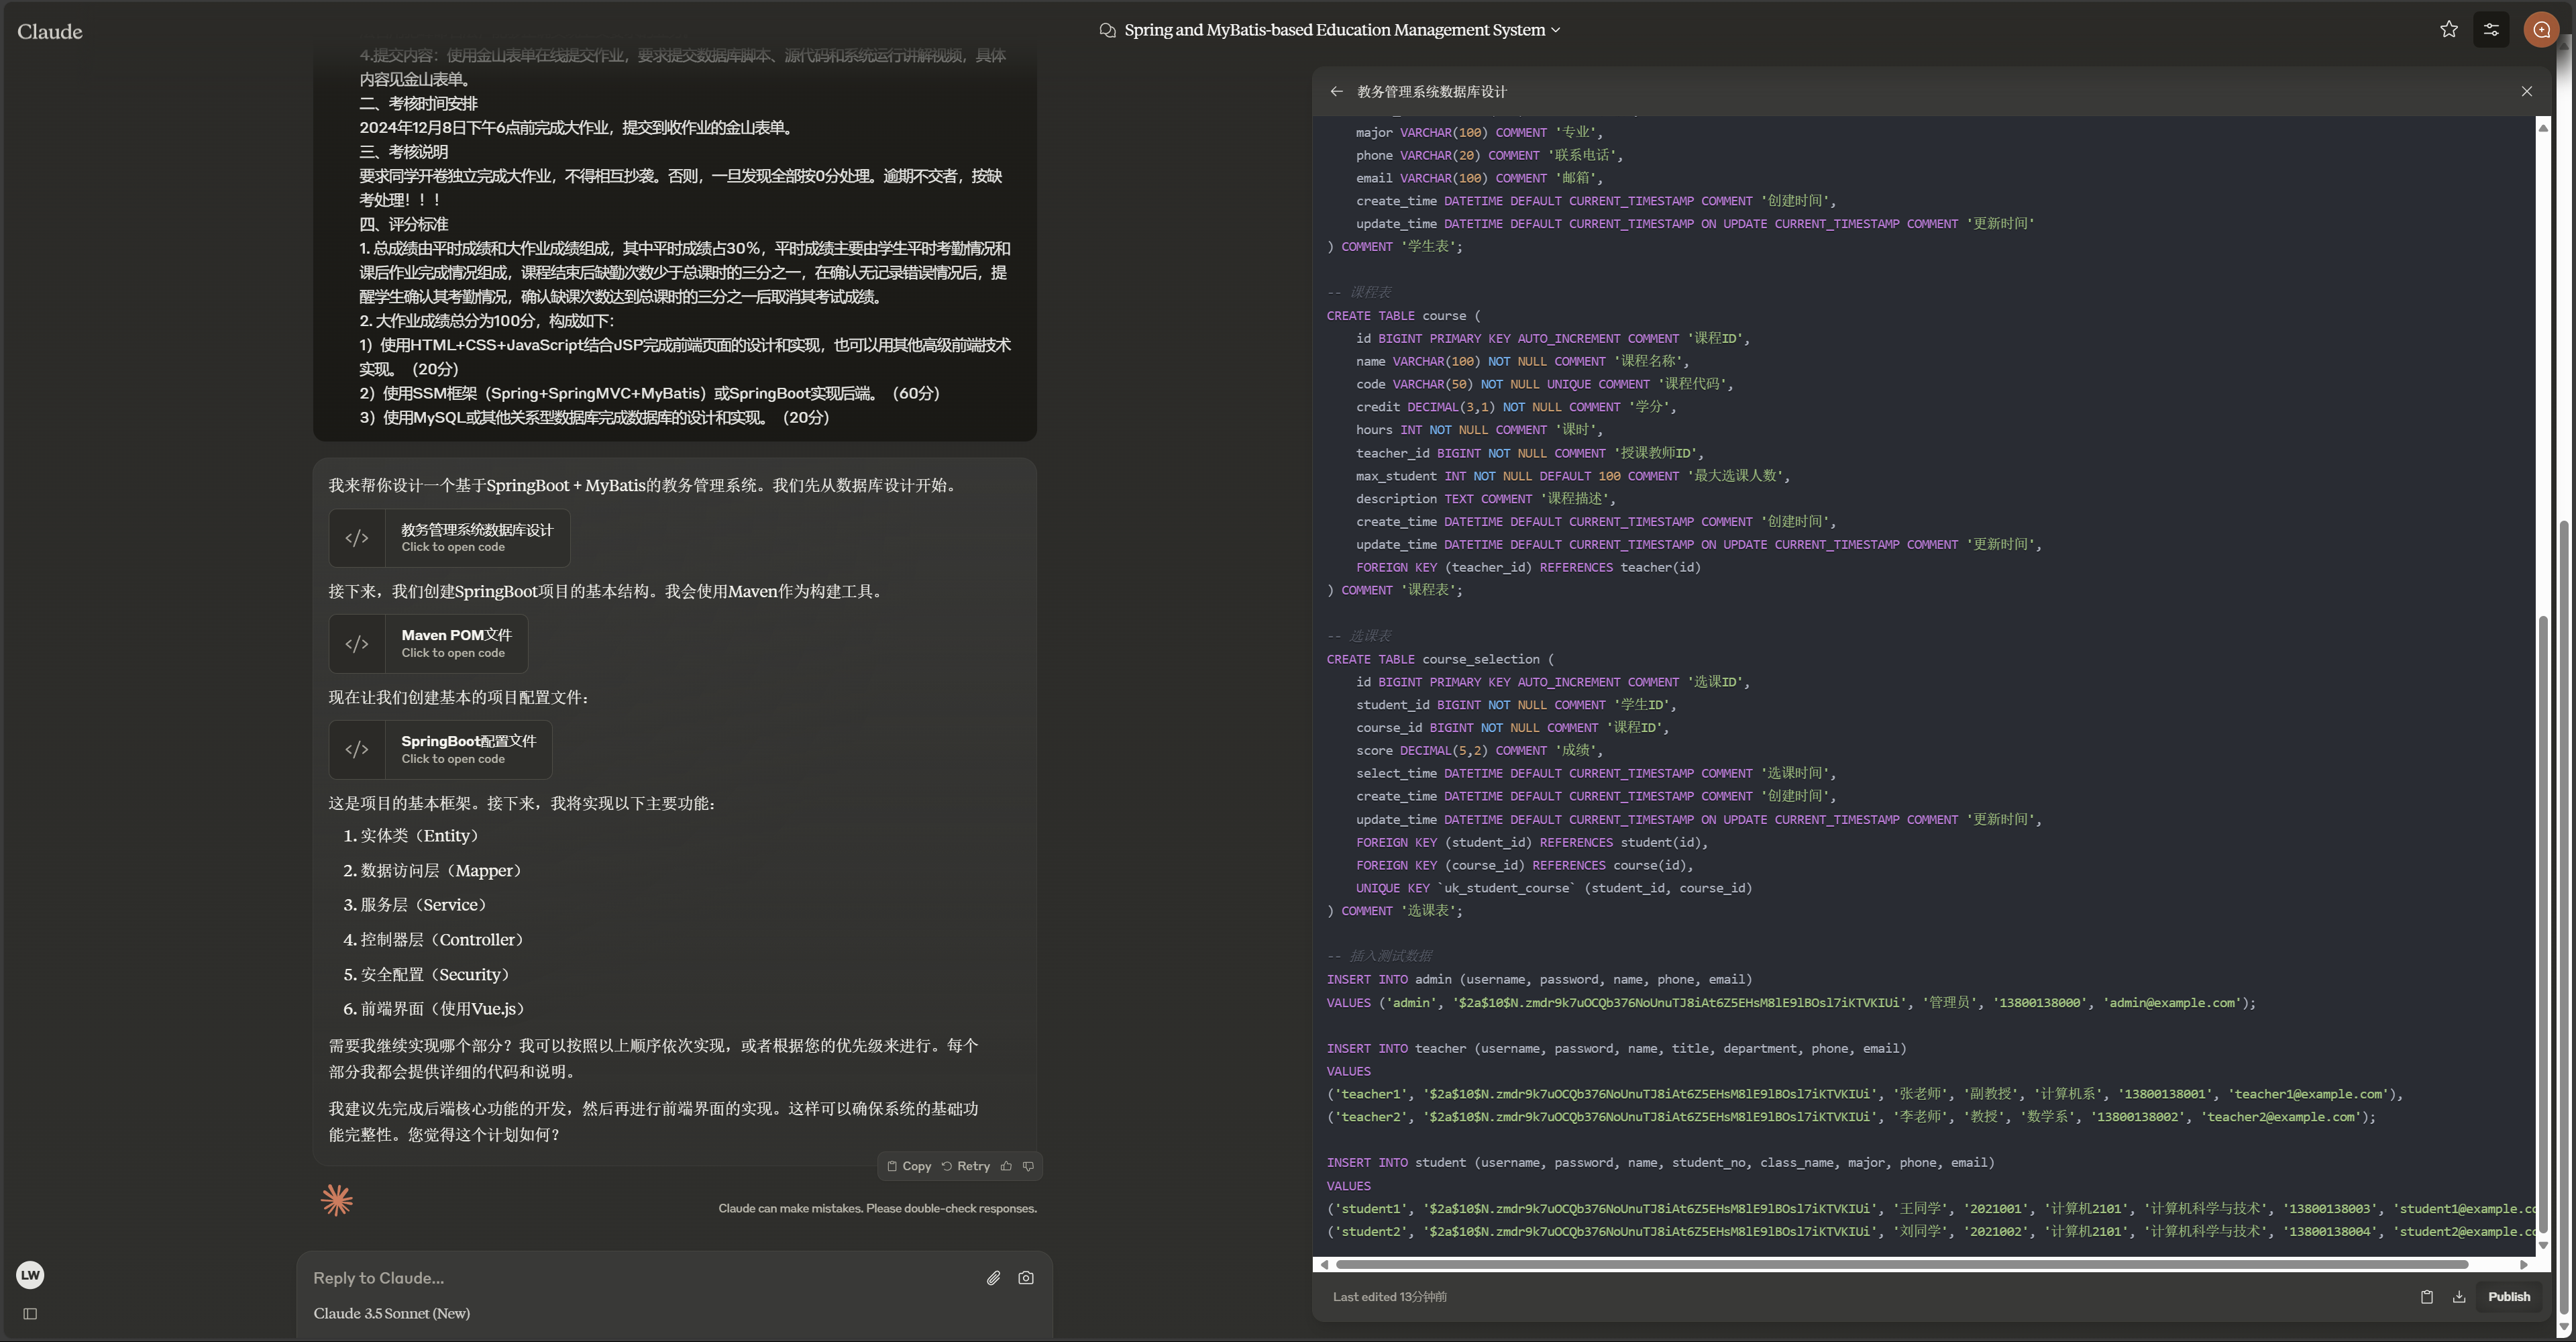 Claude
Spring and MyBatis-based Education Management System
4.提交内容：使用金山表单在线提交作业，要求提交数据库脚本、源代码和系统运行讲解视频，具体
内容见金山表单。
二、考核时间安排
2024年12月8日下午6点前完成大作业，提交到收作业的金山表单。
三、考核说明
要求同学开卷独立完成大作业，不得相互抄袭。否则，一旦发现全部按0分处理。逾期不交者，按缺
考处理！！！
四、评分标准
1. 总成绩由平时成绩和大作业成绩组成，其中平时成绩占30%，平时成绩主要由学生平时考勤情况和
课后作业完成情况组成，课程结束后缺勤次数少于总课时的三分之一，在确认无记录错误情况后，提
醒学生确认其考勤情况，确认缺课次数达到总课时的三分之一后取消其考试成绩。
2. 大作业成绩总分为100分，构成如下：
1）使用HTML+CSS+JavaScript结合JSP完成前端页面的设计和实现，也可以用其他高级前端技术
实现。（20分）
2）使用SSM框架（Spring+SpringMVC+MyBatis）或SpringBoot实现后端。（60分）
3）使用MySQL或其他关系型数据库完成数据库的设计和实现。（20分）
我来帮你设计一个基于SpringBoot + MyBatis的教务管理系统。我们先从数据库设计开始。
</>
教务管理系统数据库设计
Click to open code
接下来，我们创建SpringBoot项目的基本结构。我会使用Maven作为构建工具。
</>
Maven POM文件
Click to open code
现在让我们创建基本的项目配置文件：
</>
SpringBoot配置文件
Click to open code
这是项目的基本框架。接下来，我将实现以下主要功能：
1. 实体类（Entity）
2. 数据访问层（Mapper）
3. 服务层（Service）
4. 控制器层（Controller）
5. 安全配置（Security）
6. 前端界面（使用Vue.js）
需要我继续实现哪个部分？我可以按照以上顺序依次实现，或者根据您的优先级来进行。每个
部分我都会提供详细的代码和说明。
我建议先完成后端核心功能的开发，然后再进行前端界面的实现。这样可以确保系统的基础功
能完整性。您觉得这个计划如何？
Copy Retry
Claude can make mistakes. Please double-check responses.
LW
Reply to Claude...
Claude 3.5 Sonnet (New)
教务管理系统数据库设计
major VARCHAR(100) COMMENT '专业',
phone VARCHAR(20) COMMENT '联系电话',
email VARCHAR(100) COMMENT '邮箱',
create_time DATETIME DEFAULT CURRENT_TIMESTAMP COMMENT '创建时间',
update_time DATETIME DEFAULT CURRENT_TIMESTAMP ON UPDATE CURRENT_TIMESTAMP COMMENT '更新时间'
) COMMENT '学生表';
-- 课程表
CREATE TABLE course (
id BIGINT PRIMARY KEY AUTO_INCREMENT COMMENT '课程ID',
name VARCHAR(100) NOT NULL COMMENT '课程名称',
code VARCHAR(50) NOT NULL UNIQUE COMMENT '课程代码',
credit DECIMAL(3,1) NOT NULL COMMENT '学分',
hours INT NOT NULL COMMENT '课时',
teacher_id BIGINT NOT NULL COMMENT '授课教师ID',
max_student INT NOT NULL DEFAULT 100 COMMENT '最大选课人数',
description TEXT COMMENT '课程描述',
create_time DATETIME DEFAULT CURRENT_TIMESTAMP COMMENT '创建时间',
update_time DATETIME DEFAULT CURRENT_TIMESTAMP ON UPDATE CURRENT_TIMESTAMP COMMENT '更新时间',
FOREIGN KEY (teacher_id) REFERENCES teacher(id)
) COMMENT '课程表';
-- 选课表
CREATE TABLE course_selection (
id BIGINT PRIMARY KEY AUTO_INCREMENT COMMENT '选课ID',
student_id BIGINT NOT NULL COMMENT '学生ID',
course_id BIGINT NOT NULL COMMENT '课程ID',
score DECIMAL(5,2) COMMENT '成绩',
select_time DATETIME DEFAULT CURRENT_TIMESTAMP COMMENT '选课时间',
create_time DATETIME DEFAULT CURRENT_TIMESTAMP COMMENT '创建时间',
update_time DATETIME DEFAULT CURRENT_TIMESTAMP ON UPDATE CURRENT_TIMESTAMP COMMENT '更新时间',
FOREIGN KEY (student_id) REFERENCES student(id),
FOREIGN KEY (course_id) REFERENCES course(id),
UNIQUE KEY `uk_student_course` (student_id, course_id)
) COMMENT '选课表';
-- 插入测试数据
INSERT INTO admin (username, password, name, phone, email)
VALUES ('admin', '$2a$10$N.zmdr9k7uOCQb376NoUnuTJ8iAt6Z5EHsM8lE9lBOsl7iKTVKIUi', '管理员', '13800138000', 'admin@example.com');
INSERT INTO teacher (username, password, name, title, department, phone, email)
VALUES
('teacher1', '$2a$10$N.zmdr9k7uOCQb376NoUnuTJ8iAt6Z5EHsM8lE9lBOsl7iKTVKIUi', '张老师', '副教授', '计算机系', '13800138001', 'teacher1@example.com'),
('teacher2', '$2a$10$N.zmdr9k7uOCQb376NoUnuTJ8iAt6Z5EHsM8lE9lBOsl7iKTVKIUi', '李老师', '教授', '数学系', '13800138002', 'teacher2@example.com');
INSERT INTO student (username, password, name, student_no, class_name, major, phone, email)
VALUES
('student1', '$2a$10$N.zmdr9k7uOCQb376NoUnuTJ8iAt6Z5EHsM8lE9lBOsl7iKTVKIUi', '王同学', '2021001', '计算机2101', '计算机科学与技术', '13800138003', 'student1@example.co
('student2', '$2a$10$N.zmdr9k7uOCQb376NoUnuTJ8iAt6Z5EHsM8lE9lBOsl7iKTVKIUi', '刘同学', '2021002', '计算机2101', '计算机科学与技术', '13800138004', 'student2@example.co
Last edited 13分钟前
Publish